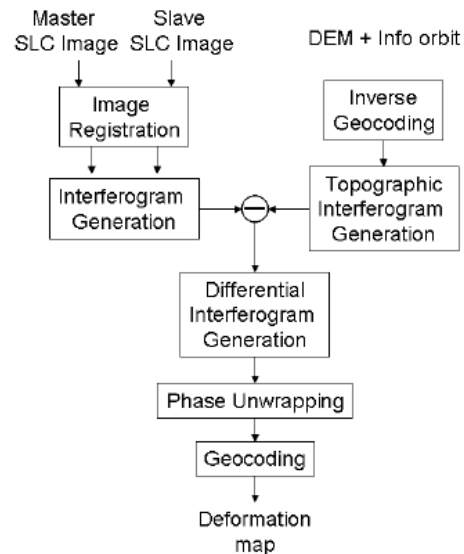 Master
SLC Image
Slave
SLC Image
DEM + Info orbit
Image
Registration
Inverse
Geocoding
Interferogram
Generation
Topographic
Interferogram
Generation
Differential
Interferogram
Generation
Phase Unwrapping
Geocoding
Deformation
map